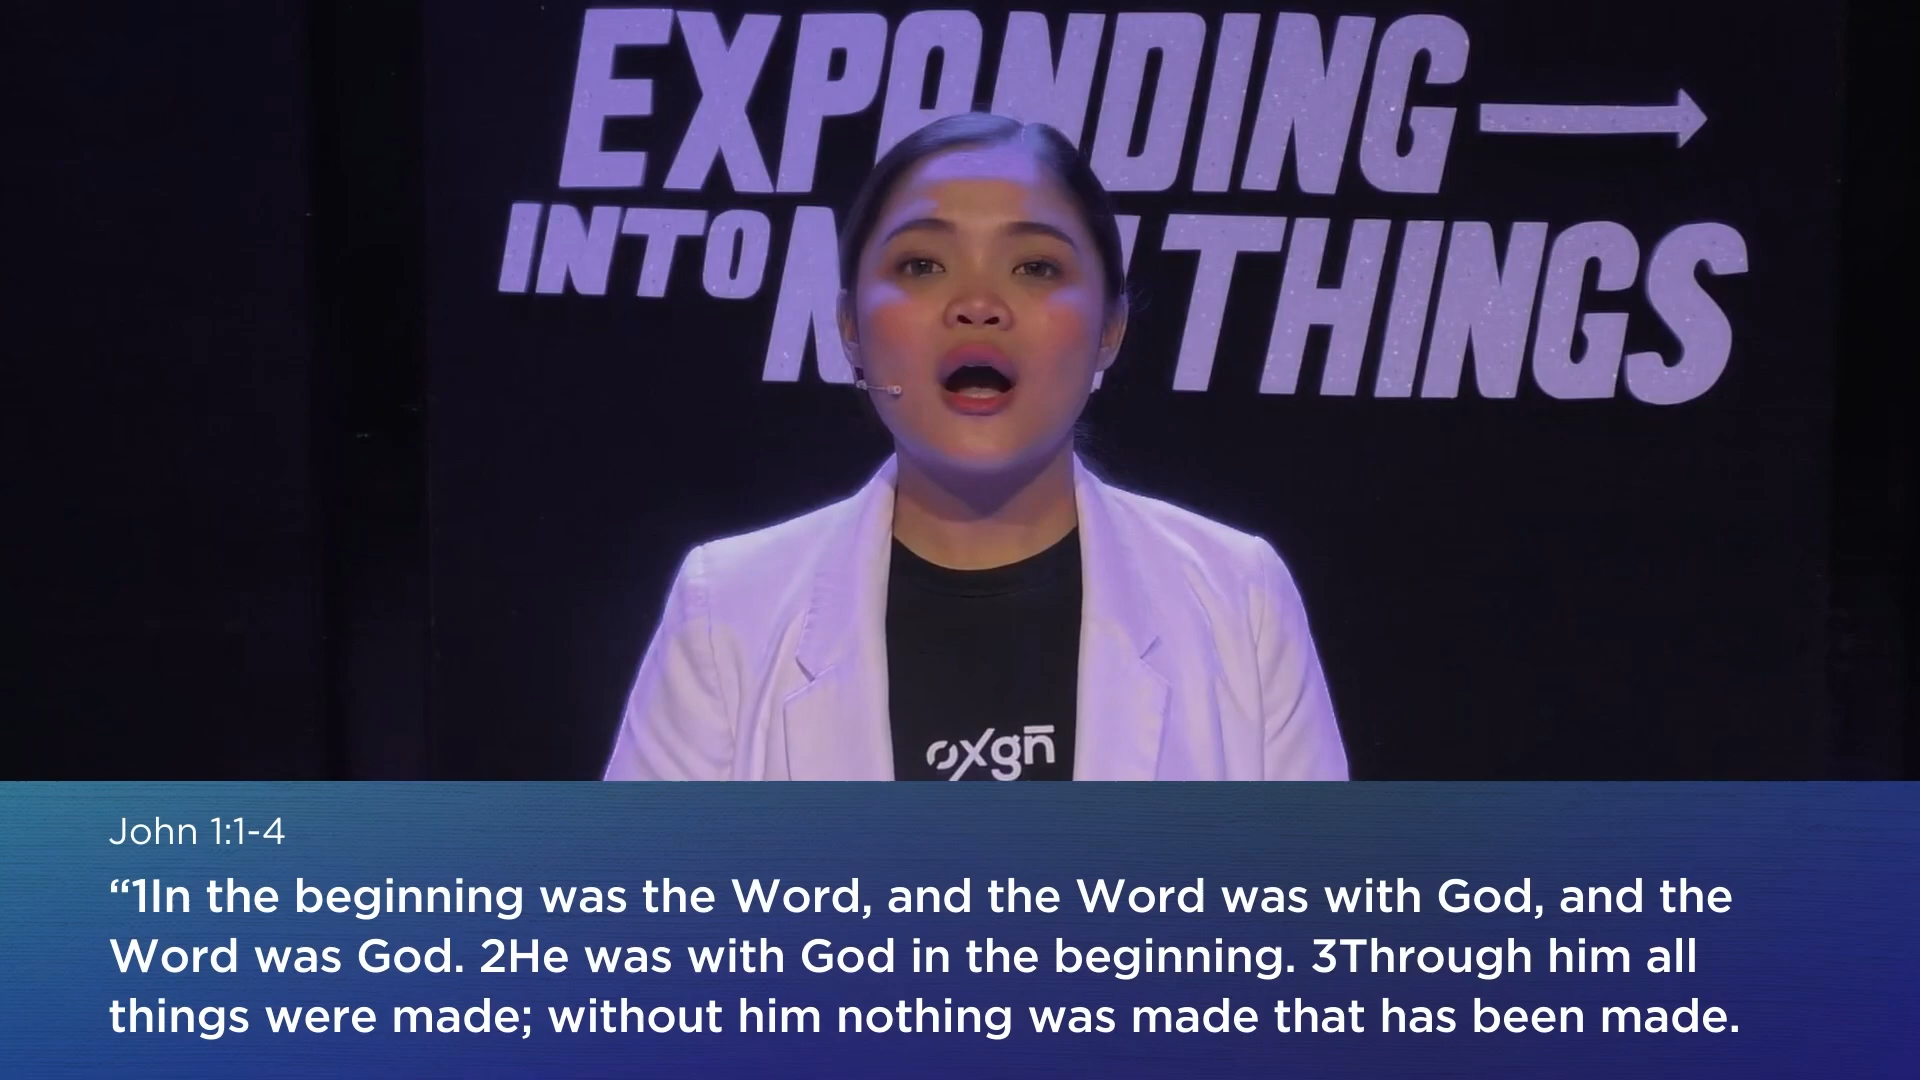 EXPANDING
INTO N THINGS
oxgn
John 1:1-4
“1In the beginning was the Word, and the Word was with God, and the
Word was God. 2He was with God in the beginning. 3Through him all
things were made; without him nothing was made that has been made.